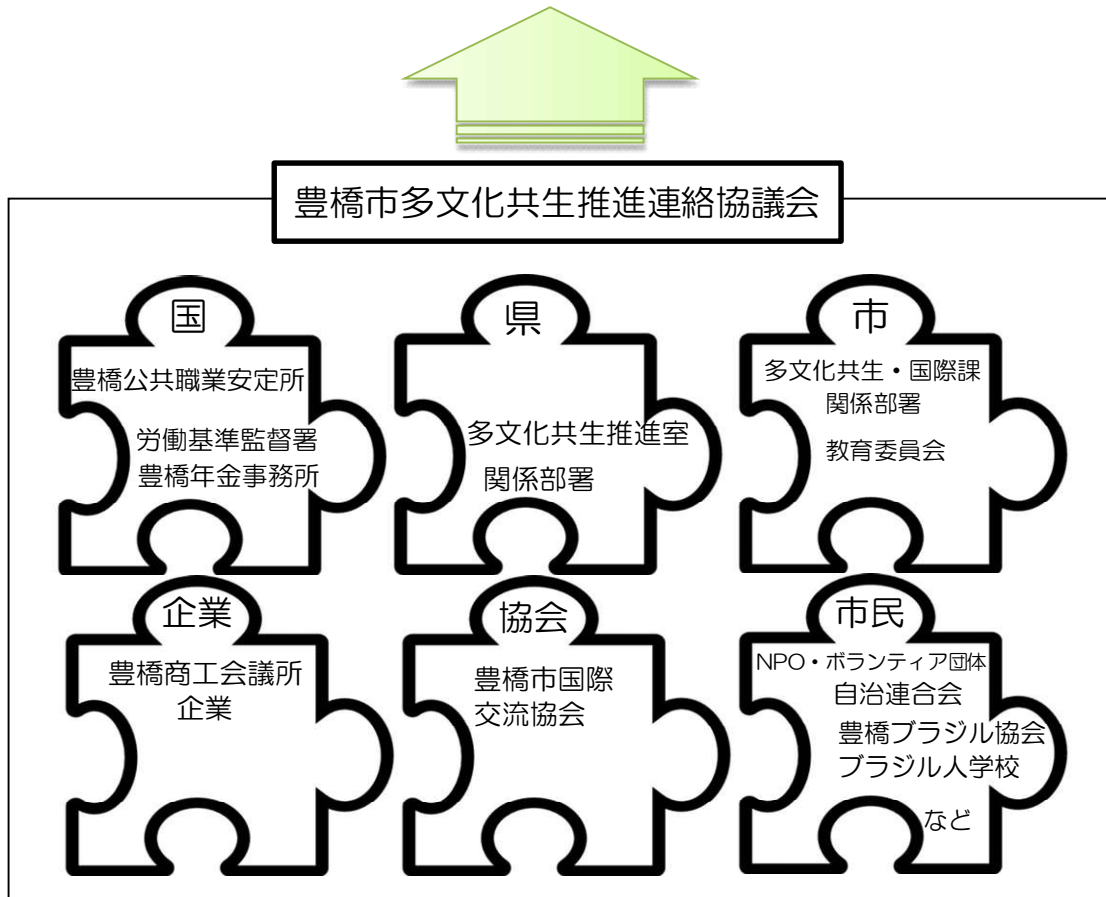 豊橋市多文化共生推進連絡協議会
国
豊橋公共職業安定所
労働基準監督署
豊橋年金事務所
県
多文化共生推進室
関係部署
市
多文化共生・国際課
関係部署
教育委員会
企業
豊橋商工会議所
企業
協会
豊橋市国際
交流協会
市民
NPO・ボランティア団体
自治連合会
豊橋ブラジル協会
ブラジル人学校
など